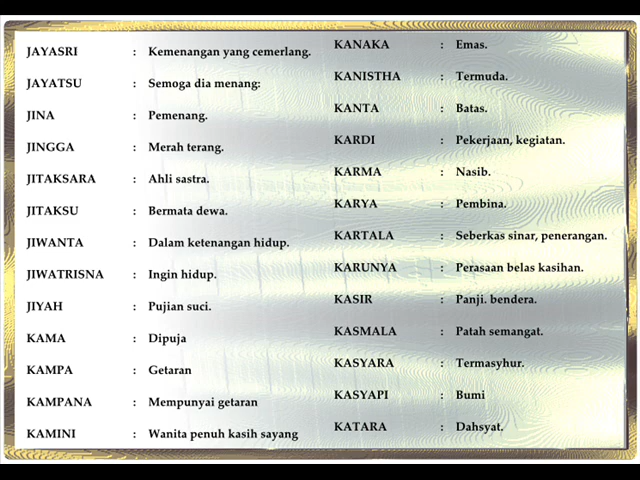 JAYASRI : Kemenangan yang cemerlang.
JAYATSU : Semoga dia menang:
JINA : Pemenang.
JINGGA : Merah terang.
JITAKSARA : Ahli sastra.
JITAKSU : Bermata dewa.
JIWANTA : Dalam ketenangan hidup.
JIWATRISNA : Ingin hidup.
JIYAH : Pujian suci.
KAMA : Dipuja
KAMPA : Getaran
KAMPANA : Mempunyai getaran
KAMINI : Wanita penuh kasih sayang
KANAKA : Emas.
KANISTHA : Termuda.
KANTA : Batas.
KARDI : Pekerjaan, kegiatan.
KARMA : Nasib.
KARYA : Pembina.
KARTALA : Seberkas sinar, penerangan.
KARUNYA : Perasaan belas kasihan.
KASIR : Panji. bendera.
KASMALA : Patah semangat.
KASYARA : Termasyhur.
KASYAPI : Bumi
KATARA : Dahsyat.